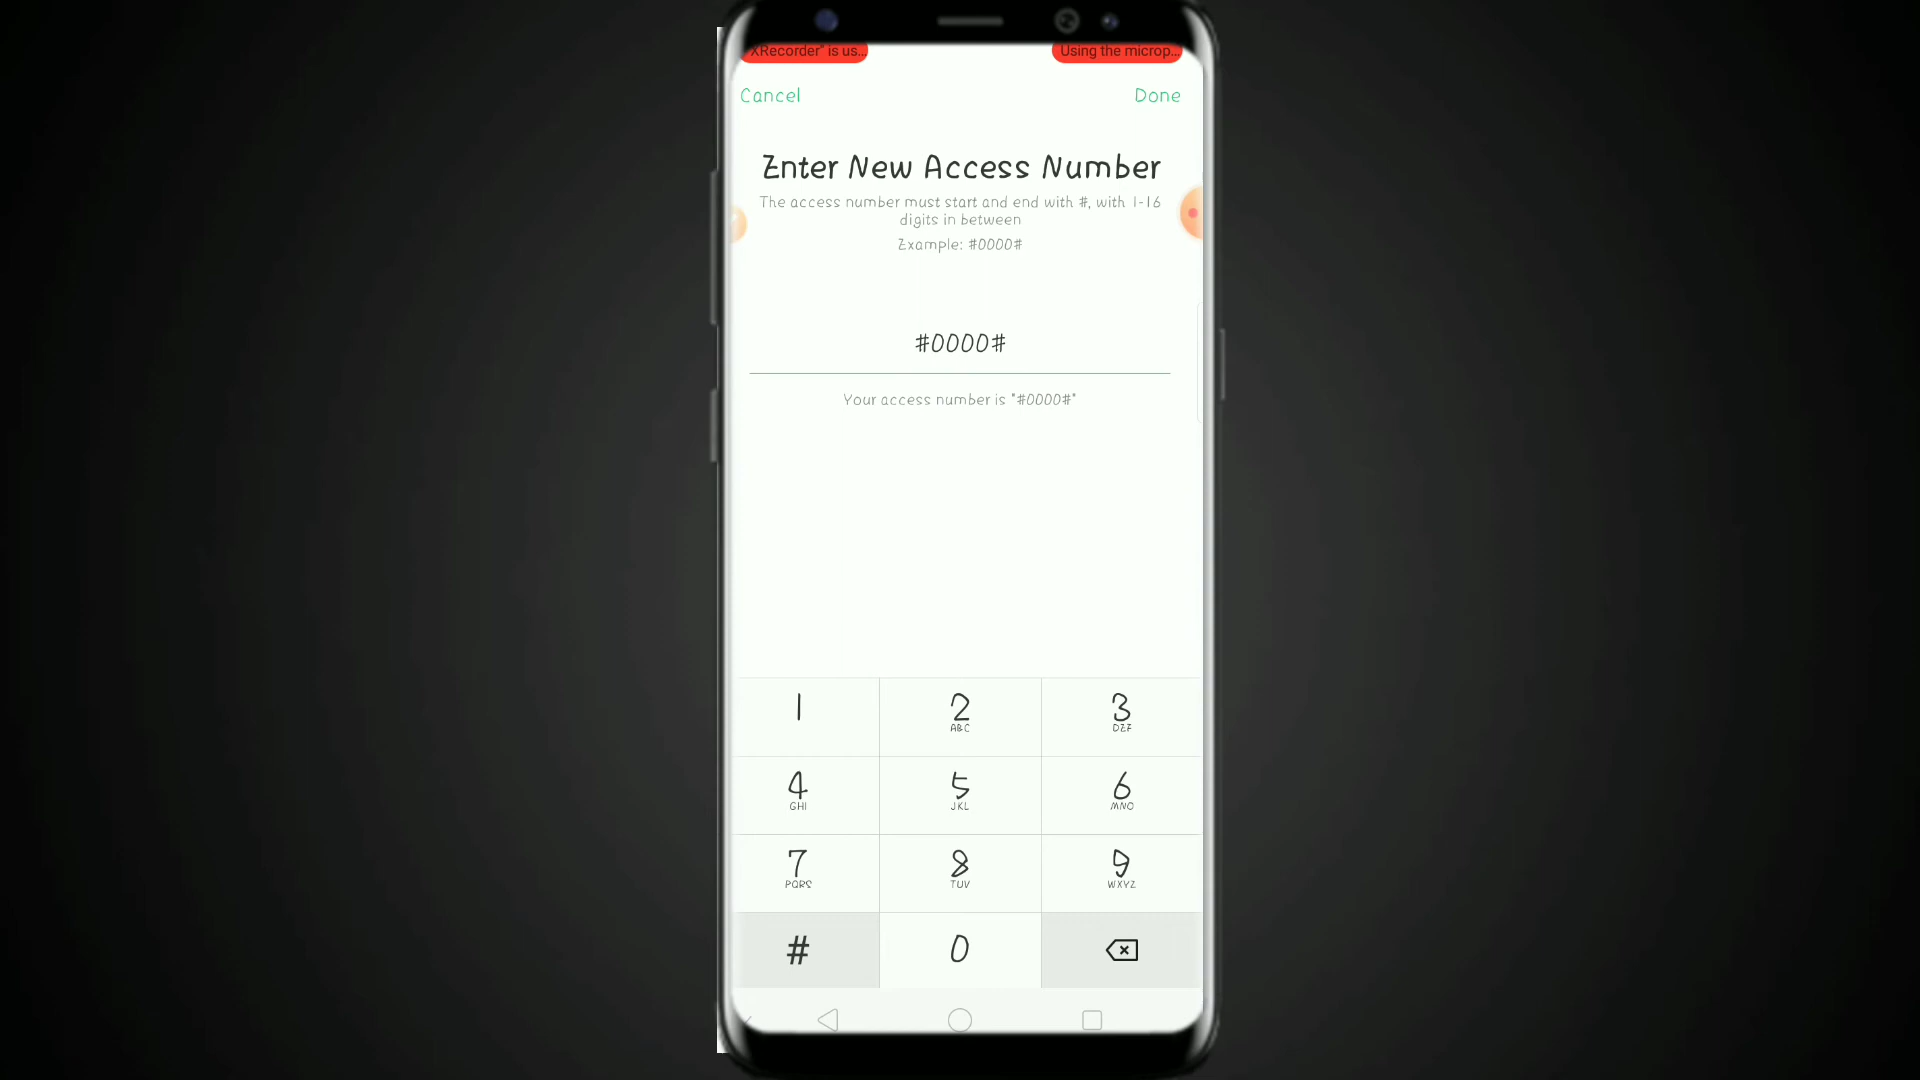 XRecorder" is us... Using the microp...
Cancel Done
Enter New Access Number
The access number must start and end with #, with 1-16
digits in between
Example: #0000#
#0000#
Your access number is "#0000#"
1 2 3
ABC DEF
4 5 6
GHI JKL MNO
7 8 9
PQRS TUV WXYZ
# 0